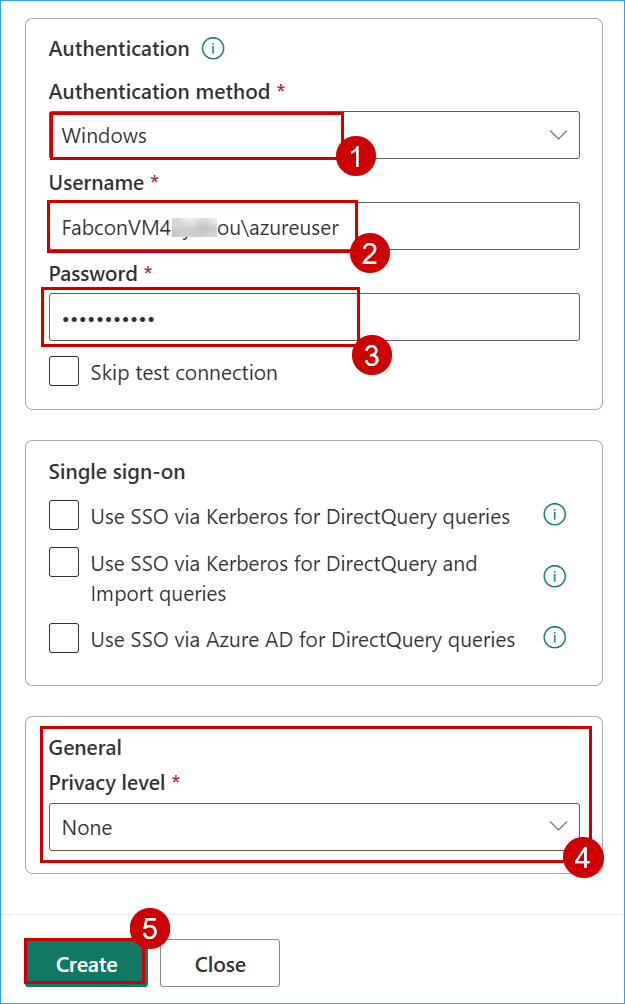 Authentication
Authentication method *
Windows
1
Username *
FabconVM4 ou\azureuser
2
Password *
•••••••••••
3
Skip test connection
Single sign-on
Use SSO via Kerberos for DirectQuery queries
Use SSO via Kerberos for DirectQuery and
Import queries
Use SSO via Azure AD for DirectQuery queries
General
Privacy level *
None
4
5
Create Close